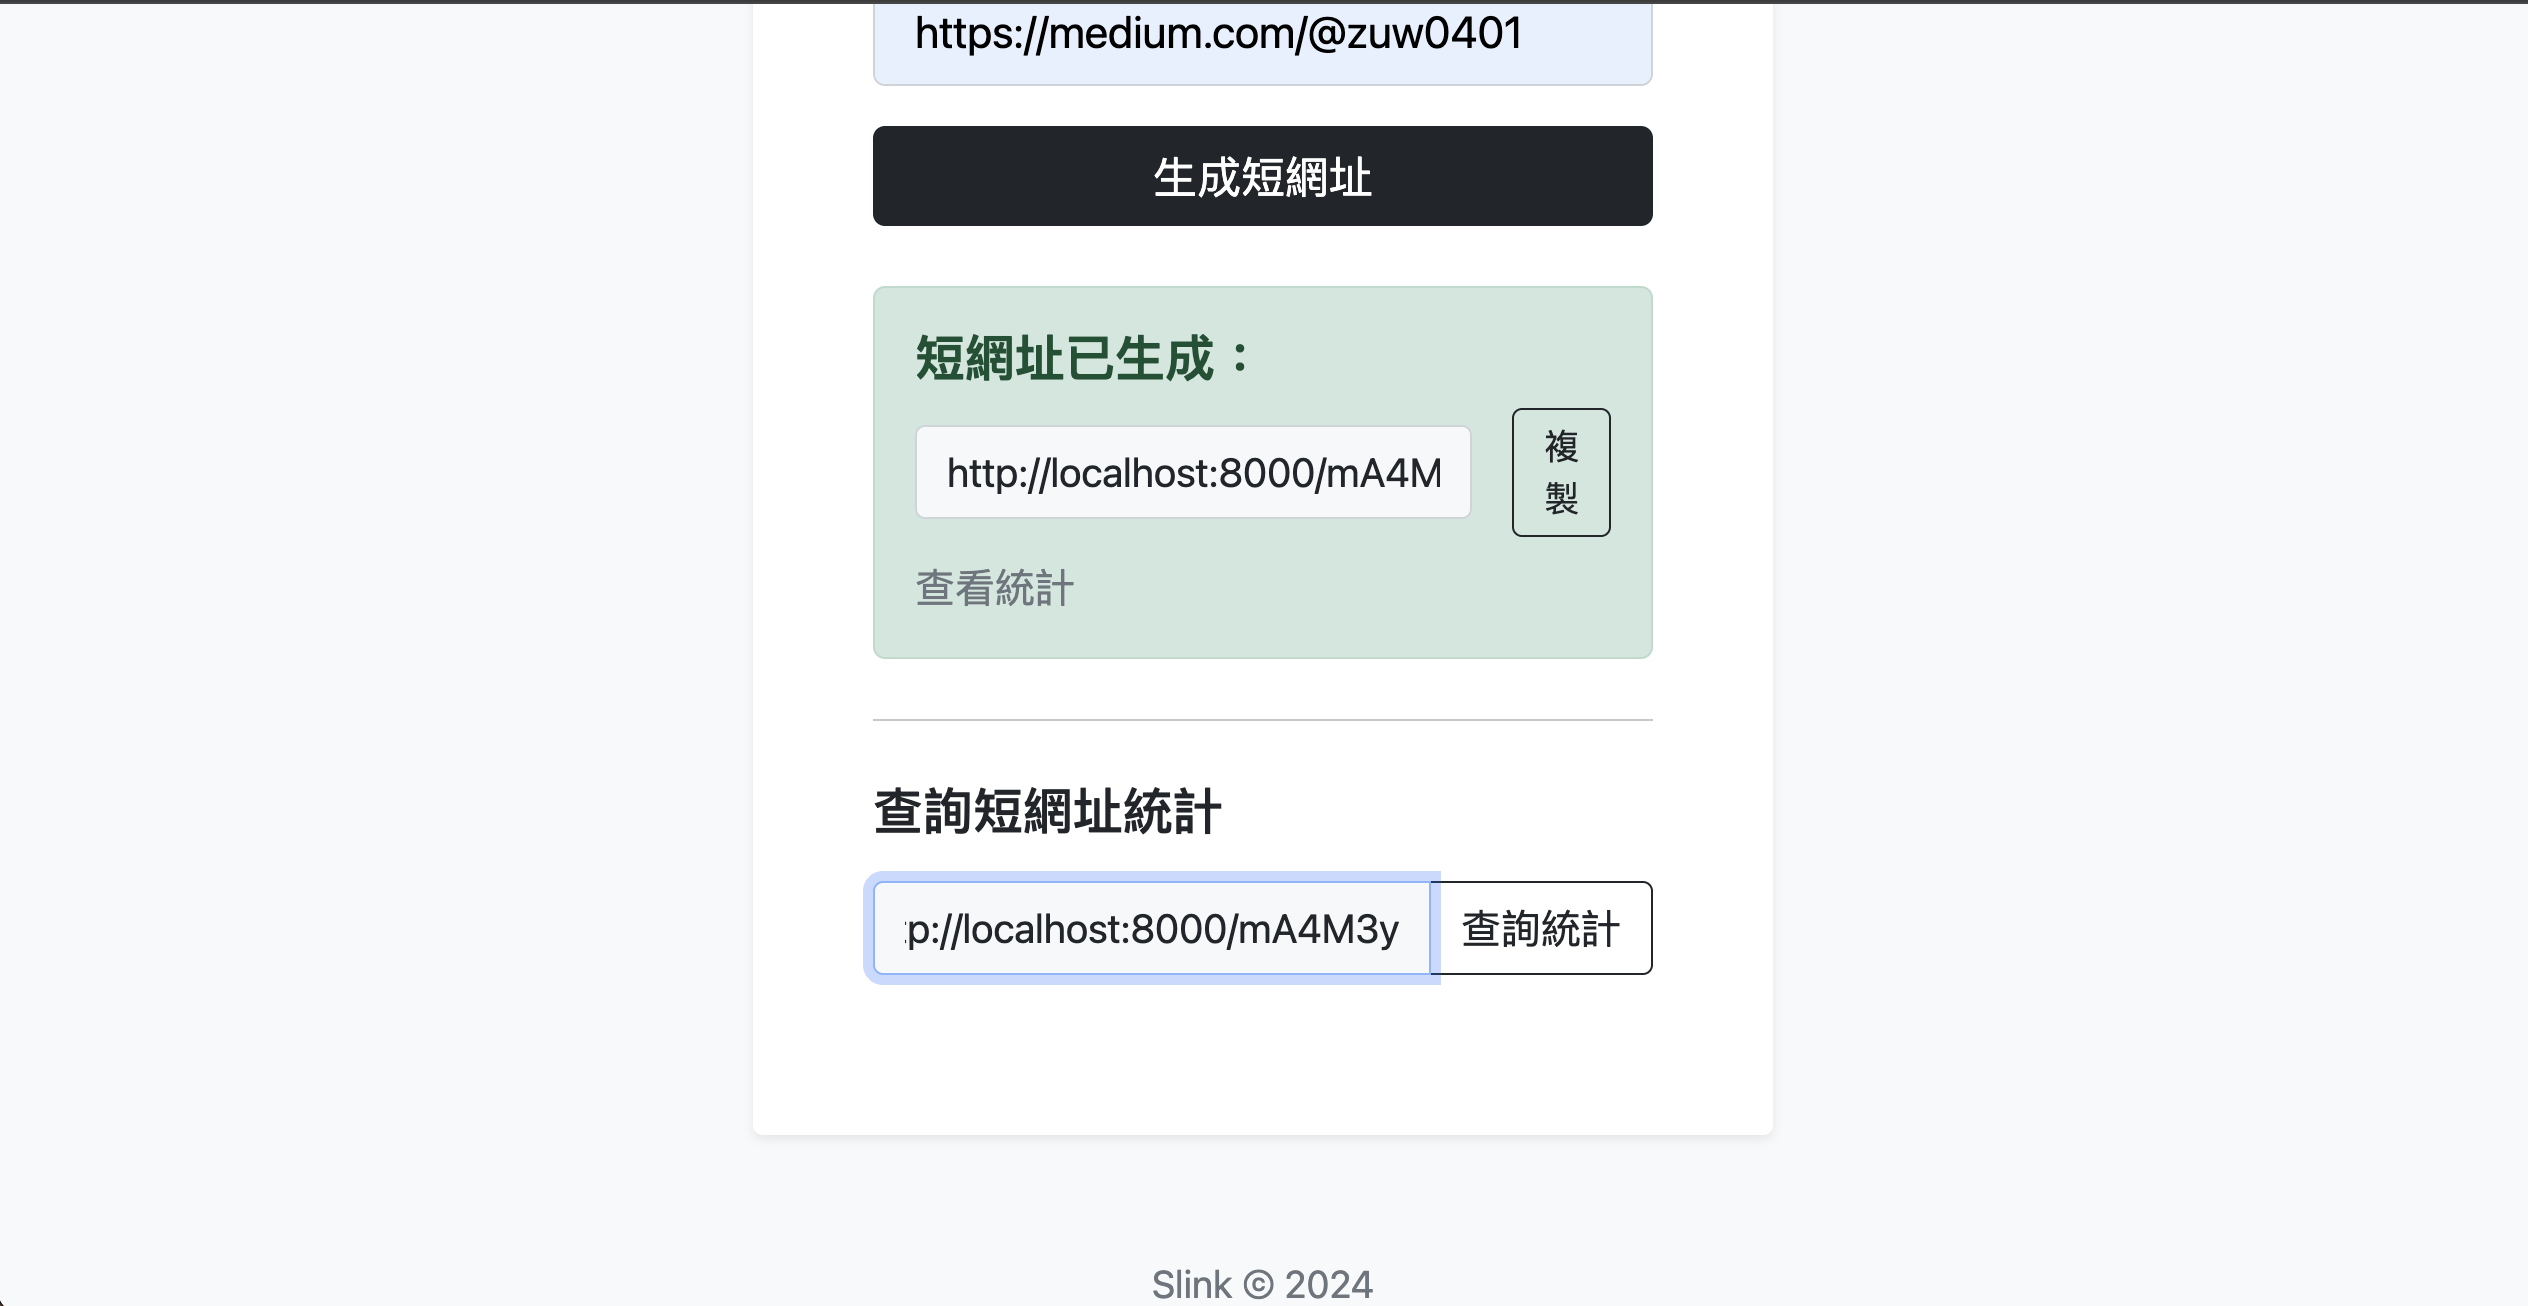 https://medium.com/@zuw0401
生成短網址
短網址已生成：
http://localhost:8000/mA4M
複
製
查看統計
查詢短網址統計
tp://localhost:8000/mA4M3y
查詢統計
Slink © 2024